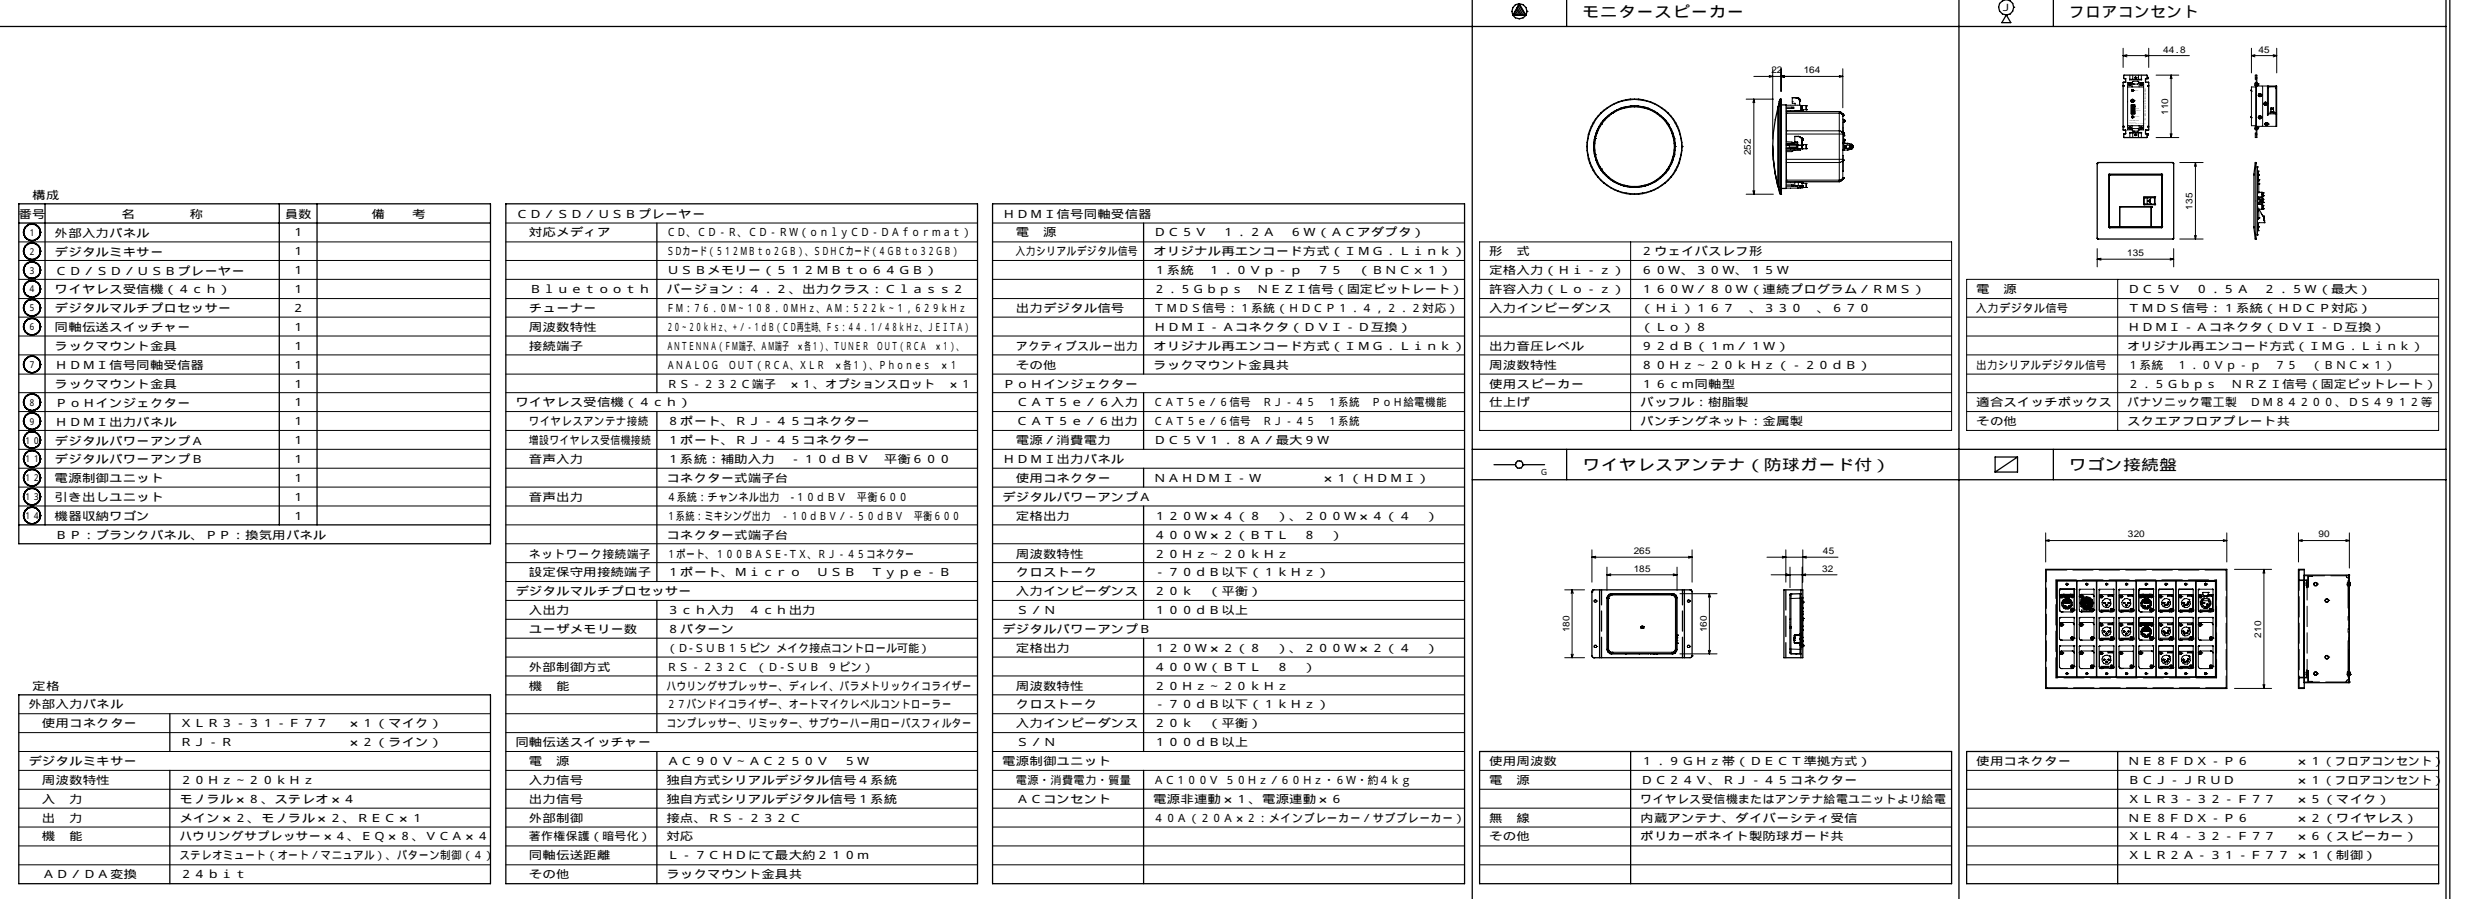 構成
番号 名 称 員数 備 考
1 外部入力パネル 1
2 デジタルミキサー 1
3 CD/SD/USBプレーヤー 1
4 ワイヤレス受信機(4ch) 1
5 デジタルマルチプロセッサー 2
6 同軸伝送スイッチャー 1
ラックマウント金具 1
7 HDMI信号同軸受信器 1
ラックマウント金具 1
8 PoHインジェクター 1
9 HDMI出力パネル 1
10 デジタルパワーアンプA 1
11 デジタルパワーアンプB 1
12 電源制御ユニット 1
13 引き出しユニット 1
14 機器収納ワゴン 1
BP:ブランクパネル、PP:換気用パネル
定格
外部入力パネル
使用コネクター XLR3-31-F77 ×1(マイク)
RJ-R ×2(ライン)
デジタルミキサー
周波数特性 20Hz~20kHz
入 力 モノラル×8、ステレオ×4
出 力 メイン×2、モノラル×2、REC×1
機 能 ハウリングサプレッサー×4、EQ×8、VCA×4
ステレオミュート(オート/マニュアル)、パターン制御(4)
AD/DA変換 24bit
CD/SD/USBプレーヤー
対応メディア CD、CD-R、CD-RW(onlyCD-DAformat)
SDカード(512MBto2GB)、SDHCカード(4GBto32GB)
USBメモリー(512MBto64GB)
Bluetooth バージョン:4.2、出力クラス:Class2
チューナー FM:76.0M~108.0MHz、AM:522k~1,629kHz
周波数特性 20~20kHz、+/-1dB(CD再生時、Fs:44.1/48kHz、JEITA)
接続端子 ANTENNA(FM端子、AM端子 x各1)、TUNER OUT(RCA x1)、
ANALOG OUT(RCA、XLR x各1)、Phones x1
RS-232C端子 ×1、オプションスロット ×1
ワイヤレス受信機(4ch)
ワイヤレスアンテナ接続 8ポート、RJ-45コネクター
増設ワイヤレス受信機接続 1ポート、RJ-45コネクター
音声入力 1系統:補助入力 -10dBV 平衡600
コネクター式端子台
音声出力 4系統:チャンネル出力 -10dBV 平衡600
1系統:ミキシング出力 -10dBV/-50dBV 平衡600
コネクター式端子台
ネットワーク接続端子 1ポート、100BASE-TX、RJ-45コネクター
設定保守用接続端子 1ポート、Micro USB Type-B
デジタルマルチプロセッサー
入出力 3ch入力 4ch出力
ユーザメモリー数 8パターン
(D-SUB15ピン メイク接点コントロール可能)
外部制御方式 RS-232C (D-SUB 9ピン)
機 能 ハウリングサプレッサー、ディレイ、パラメトリックイコライザー
27バンドイコライザー、オートマイクレベルコントローラー
コンプレッサー、リミッター、サブウーハー用ローパスフィルター
同軸伝送スイッチャー
電 源 AC90V~AC250V 5W
入力信号 独自方式シリアルデジタル信号4系統
出力信号 独自方式シリアルデジタル信号1系統
外部制御 接点、RS-232C
著作権保護(暗号化) 対応
同軸伝送距離 L-7CHDにて最大約210m
その他 ラックマウント金具共
HDMI信号同軸受信器
電 源 DC5V 1.2A 6W(ACアダプタ)
入力シリアルデジタル信号 オリジナル再エンコード方式(IMG.Link)
1系統 1.0Vp-p 75 (BNC×1)
2.5Gbps NEZI信号(固定ビットレート)
出力デジタル信号 TMDS信号:1系統(HDCP1.4,2.2対応)
HDMI-Aコネクタ(DVI-D互換)
アクティブスルー出力 オリジナル再エンコード方式(IMG.Link)
その他 ラックマウント金具共
PoHインジェクター
CAT5e/6入力 CAT5e/6信号 RJ-45 1系統 PoH給電機能
CAT5e/6出力 CAT5e/6信号 RJ-45 1系統
電源/消費電力 DC5V1.8A/最大9W
HDMI出力パネル
使用コネクター NAHDMI-W ×1(HDMI)
デジタルパワーアンプA
定格出力 120W×4(8 )、200W×4(4 )
400W×2(BTL 8 )
周波数特性 20Hz~20kHz
クロストーク -70dB以下(1kHz)
入力インピーダンス 20k (平衡)
S/N 100dB以上
デジタルパワーアンプB
定格出力 120W×2(8 )、200W×2(4 )
400W(BTL 8 )
周波数特性 20Hz~20kHz
クロストーク -70dB以下(1kHz)
入力インピーダンス 20k (平衡)
S/N 100dB以上
電源制御ユニット
電源・消費電力・質量 AC100V 50Hz/60Hz・6W・約4kg
ACコンセント 電源非連動×1、電源連動×6
40A(20A×2:メインブレーカー/サブブレーカー)
モニタースピーカー
22 164
252
形 式 2ウェイバスレフ形
定格入力(Hi-z) 60W、30W、15W
許容入力(Lo-z) 160W/80W(連続プログラム/RMS)
入力インピーダンス (Hi)167 、330 、670
(Lo)8
出力音圧レベル 92dB(1m/1W)
周波数特性 80Hz~20kHz(-20dB)
使用スピーカー 16cm同軸型
仕上げ バッフル:樹脂製
パンチングネット:金属製
J フロアコンセント
44.8 45
110
135
135
電 源 DC5V 0.5A 2.5W(最大)
入力デジタル信号 TMDS信号:1系統(HDCP対応)
HDMI-Aコネクタ(DVI-D互換)
オリジナル再エンコード方式(IMG.Link)
出力シリアルデジタル信号 1系統 1.0Vp-p 75 (BNC×1)
2.5Gbps NRZI信号(固定ビットレート)
適合スイッチボックス パナソニック電工製 DM84200、DS4912等
その他 スクエアフロアプレート共
G ワイヤレスアンテナ(防球ガード付)
265 45
185 32
180 160
使用周波数 1.9GHz帯(DECT準拠方式)
電 源 DC24V、RJ-45コネクター
ワイヤレス受信機またはアンテナ給電ユニットより給電
無 線 内蔵アンテナ、ダイバーシティ受信
その他 ポリカーボネイト製防球ガード共
ワゴン接続盤
320 90
210
使用コネクター NE8FDX-P6 ×1(フロアコンセント)
BCJ-JRUD ×1(フロアコンセント)
XLR3-32-F77 ×5(マイク)
NE8FDX-P6 ×2(ワイヤレス)
XLR4-32-F77 ×6(スピーカー)
XLR2A-31-F77 ×1(制御)